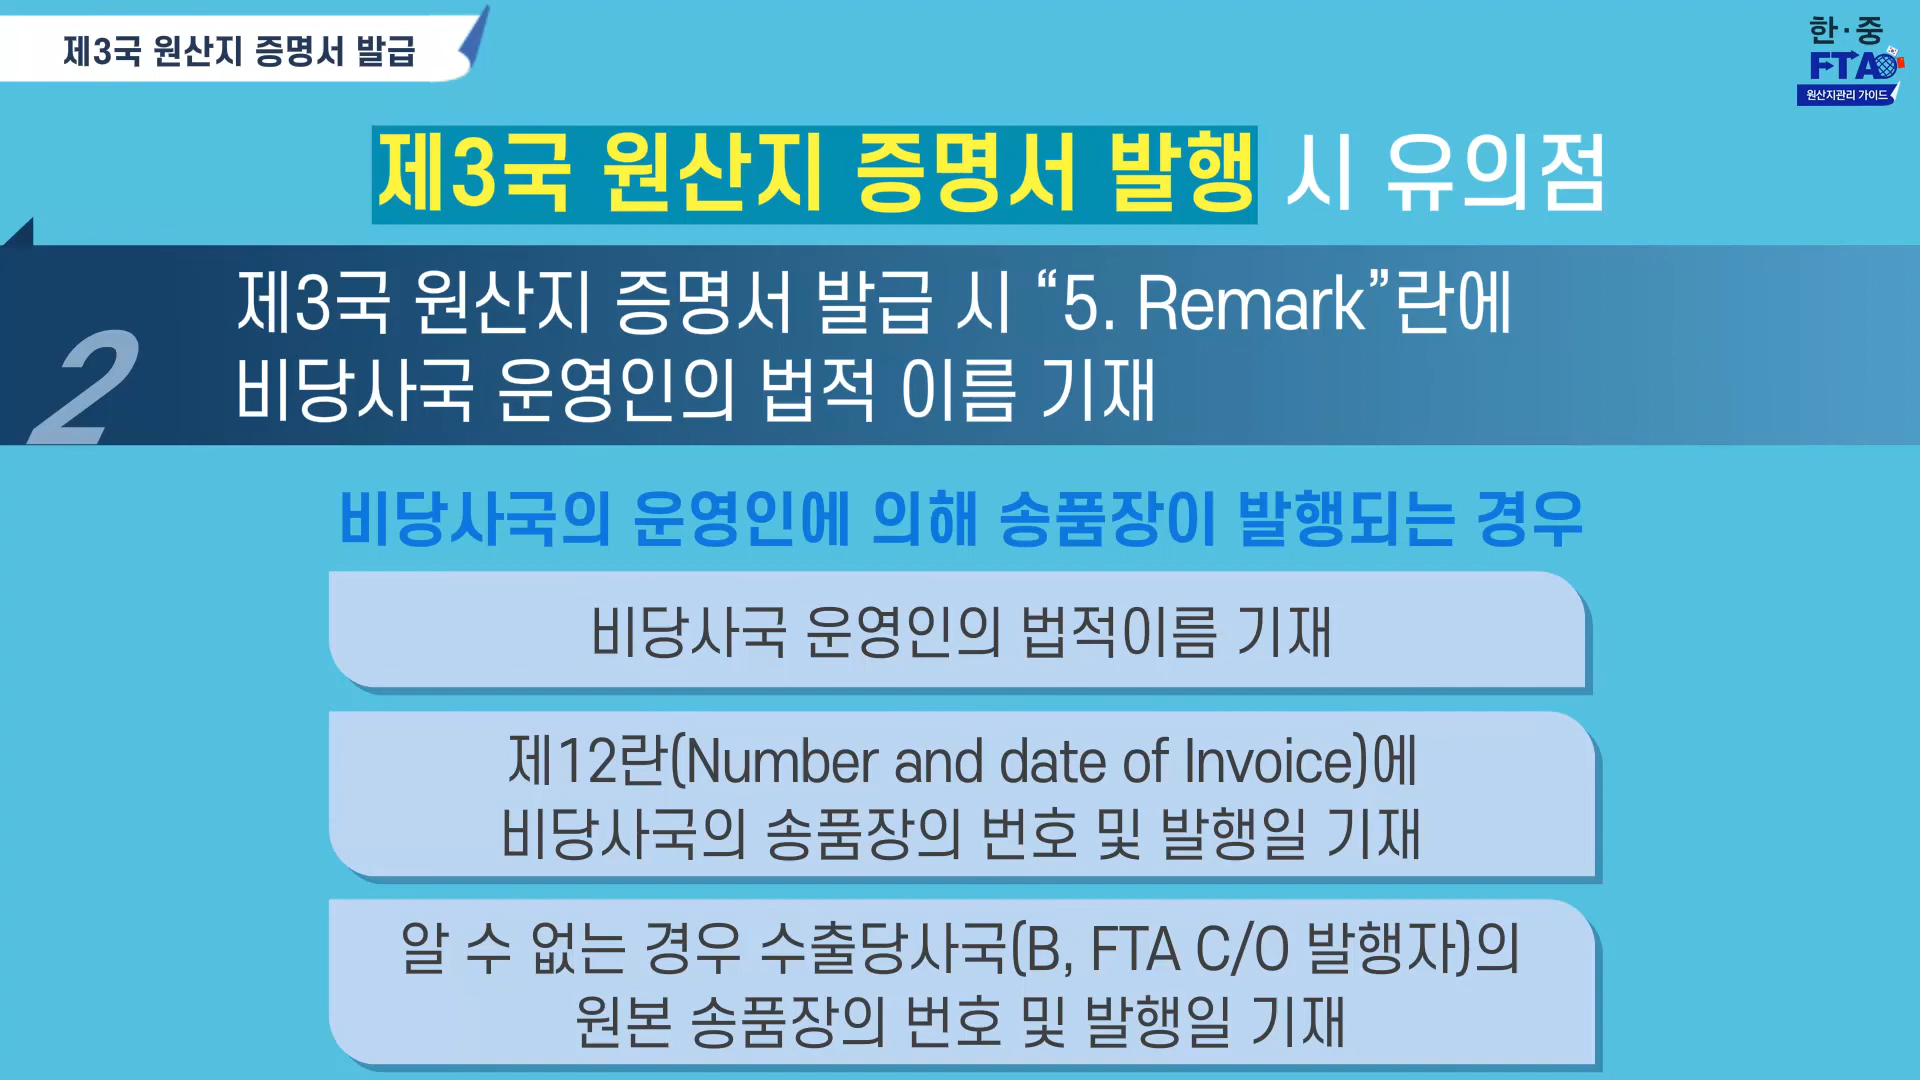 제3국 원산지 증명서 발급
한·중
FTA
원산지관리 가이드
제3국 원산지 증명서 발행 시 유의점
2
제3국 원산지 증명서 발급 시 “5. Remark”란에
비당사국 운영인의 법적 이름 기재
비당사국의 운영인에 의해 송품장이 발행되는 경우
비당사국 운영인의 법적이름 기재
제12란(Number and date of Invoice)에
비당사국의 송품장의 번호 및 발행일 기재
알 수 없는 경우 수출당사국(B, FTA C/O 발행자)의
원본 송품장의 번호 및 발행일 기재